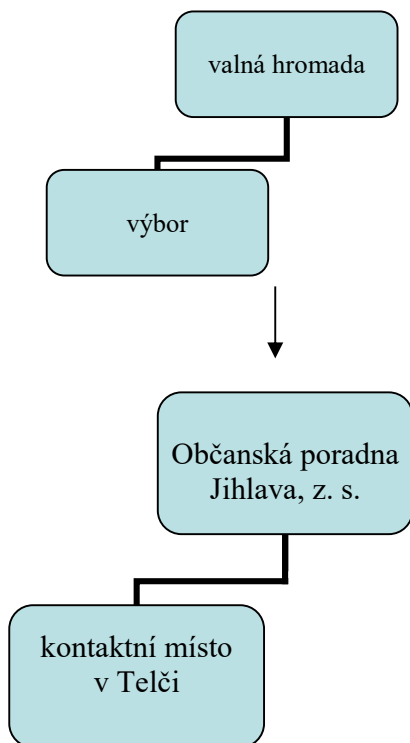 valná hromada
výbor
Občanská poradna
Jihlava, z. s.
kontaktní místo
v Telči